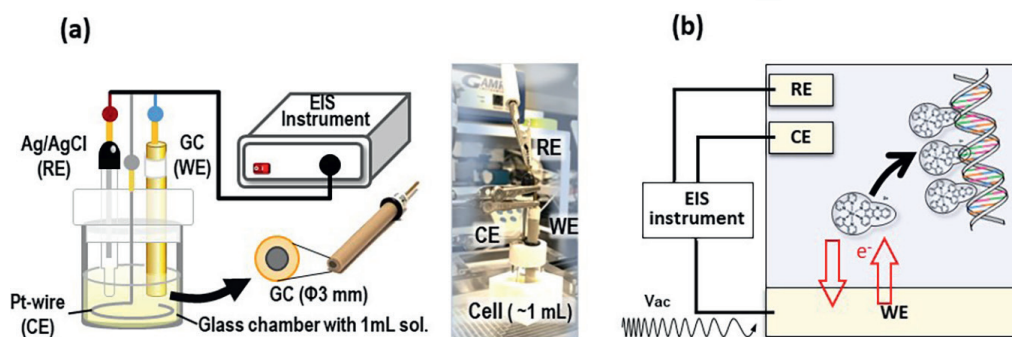 (a)
EIS
Instrument
Ag/AgCl
(RE)
GC
(WE)
Pt-wire
(CE)
GC (Φ3 mm)
Glass chamber with 1mL sol.
RE
CE
WE
Cell ( ~1 mL)
(b)
RE
CE
EIS
instrument
e-
Vac
WE